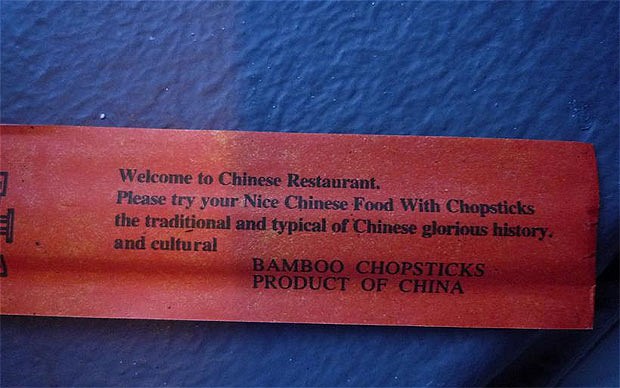 Welcome to Chinese Restaurant.
Please try your Nice Chinese Food With Chopsticks
the traditional and typical of Chinese glorious history.
and cultural
BAMBOO CHOPSTICKS
PRODUCT OF CHINA